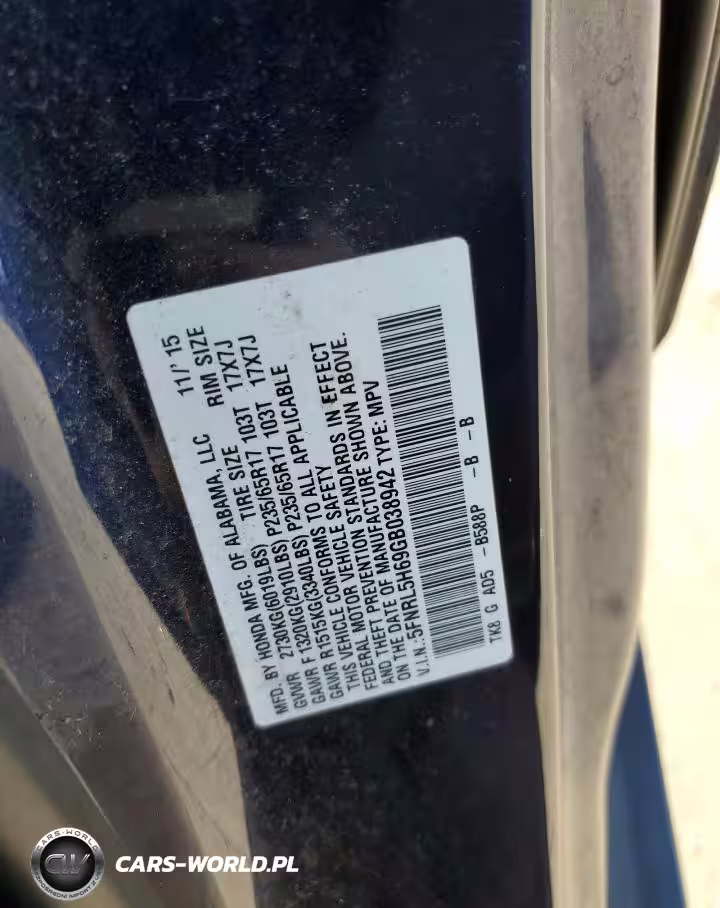 MFD. BY HONDA MFG. OF ALABAMA, LLC 11/'15
TIRE SIZE RIM SIZE
GVWR 2730KG(6019LBS)
GAWR F 1320KG(2910LBS) P235/65R17 103T 17X7J
GAWR R 1515KG(3340LBS) P235/65R17 103T 17X7J
THIS VEHICLE CONFORMS TO ALL APPLICABLE
FEDERAL MOTOR VEHICLE SAFETY
AND THEFT PREVENTION STANDARDS IN EFFECT
ON THE DATE OF MANUFACTURE SHOWN ABOVE.
V.I.N.:5FNRL5H69GB038942 TYPE: MPV
TK8 G AD5 -B588P -B -B
CARS-WORLD
CW
CARS-WORLD.PL